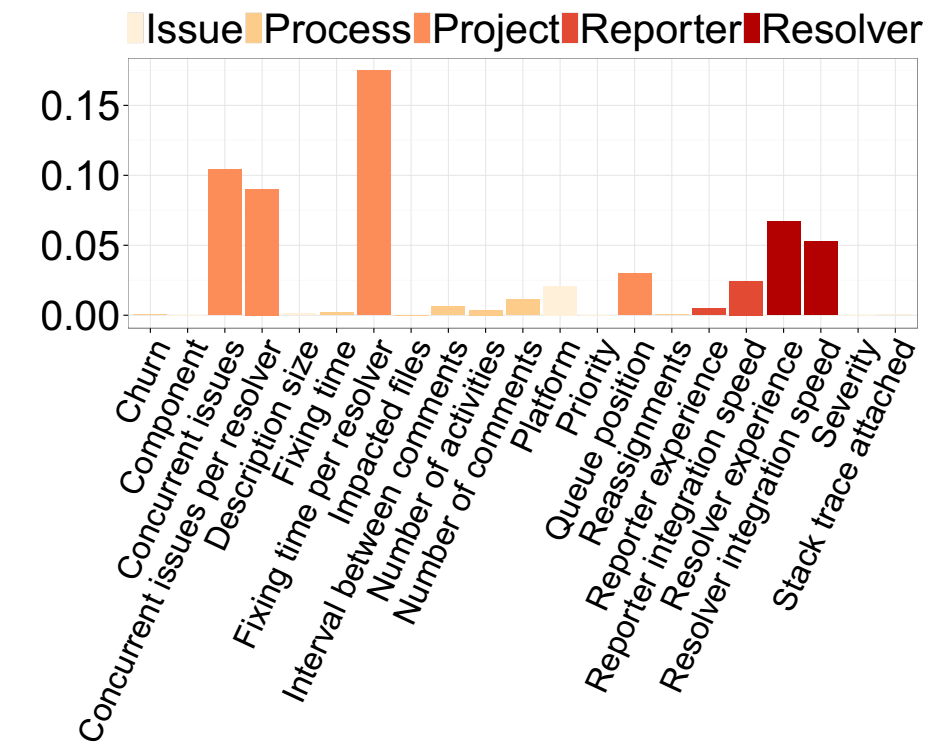 Issue Process Project Reporter Resolver
0.15
0.10
0.05
0.00
Churn
Component
Concurrent issues
Concurrent issues per resolver
Description size
Fixing time
Fixing time per resolver
Impacted files
Interval between comments
Number of activities
Number of comments
Platform
Priority
Queue position
Reassignments
Reporter experience
Reporter integration speed
Resolver experience
Resolver integration speed
Severity
Stack trace attached